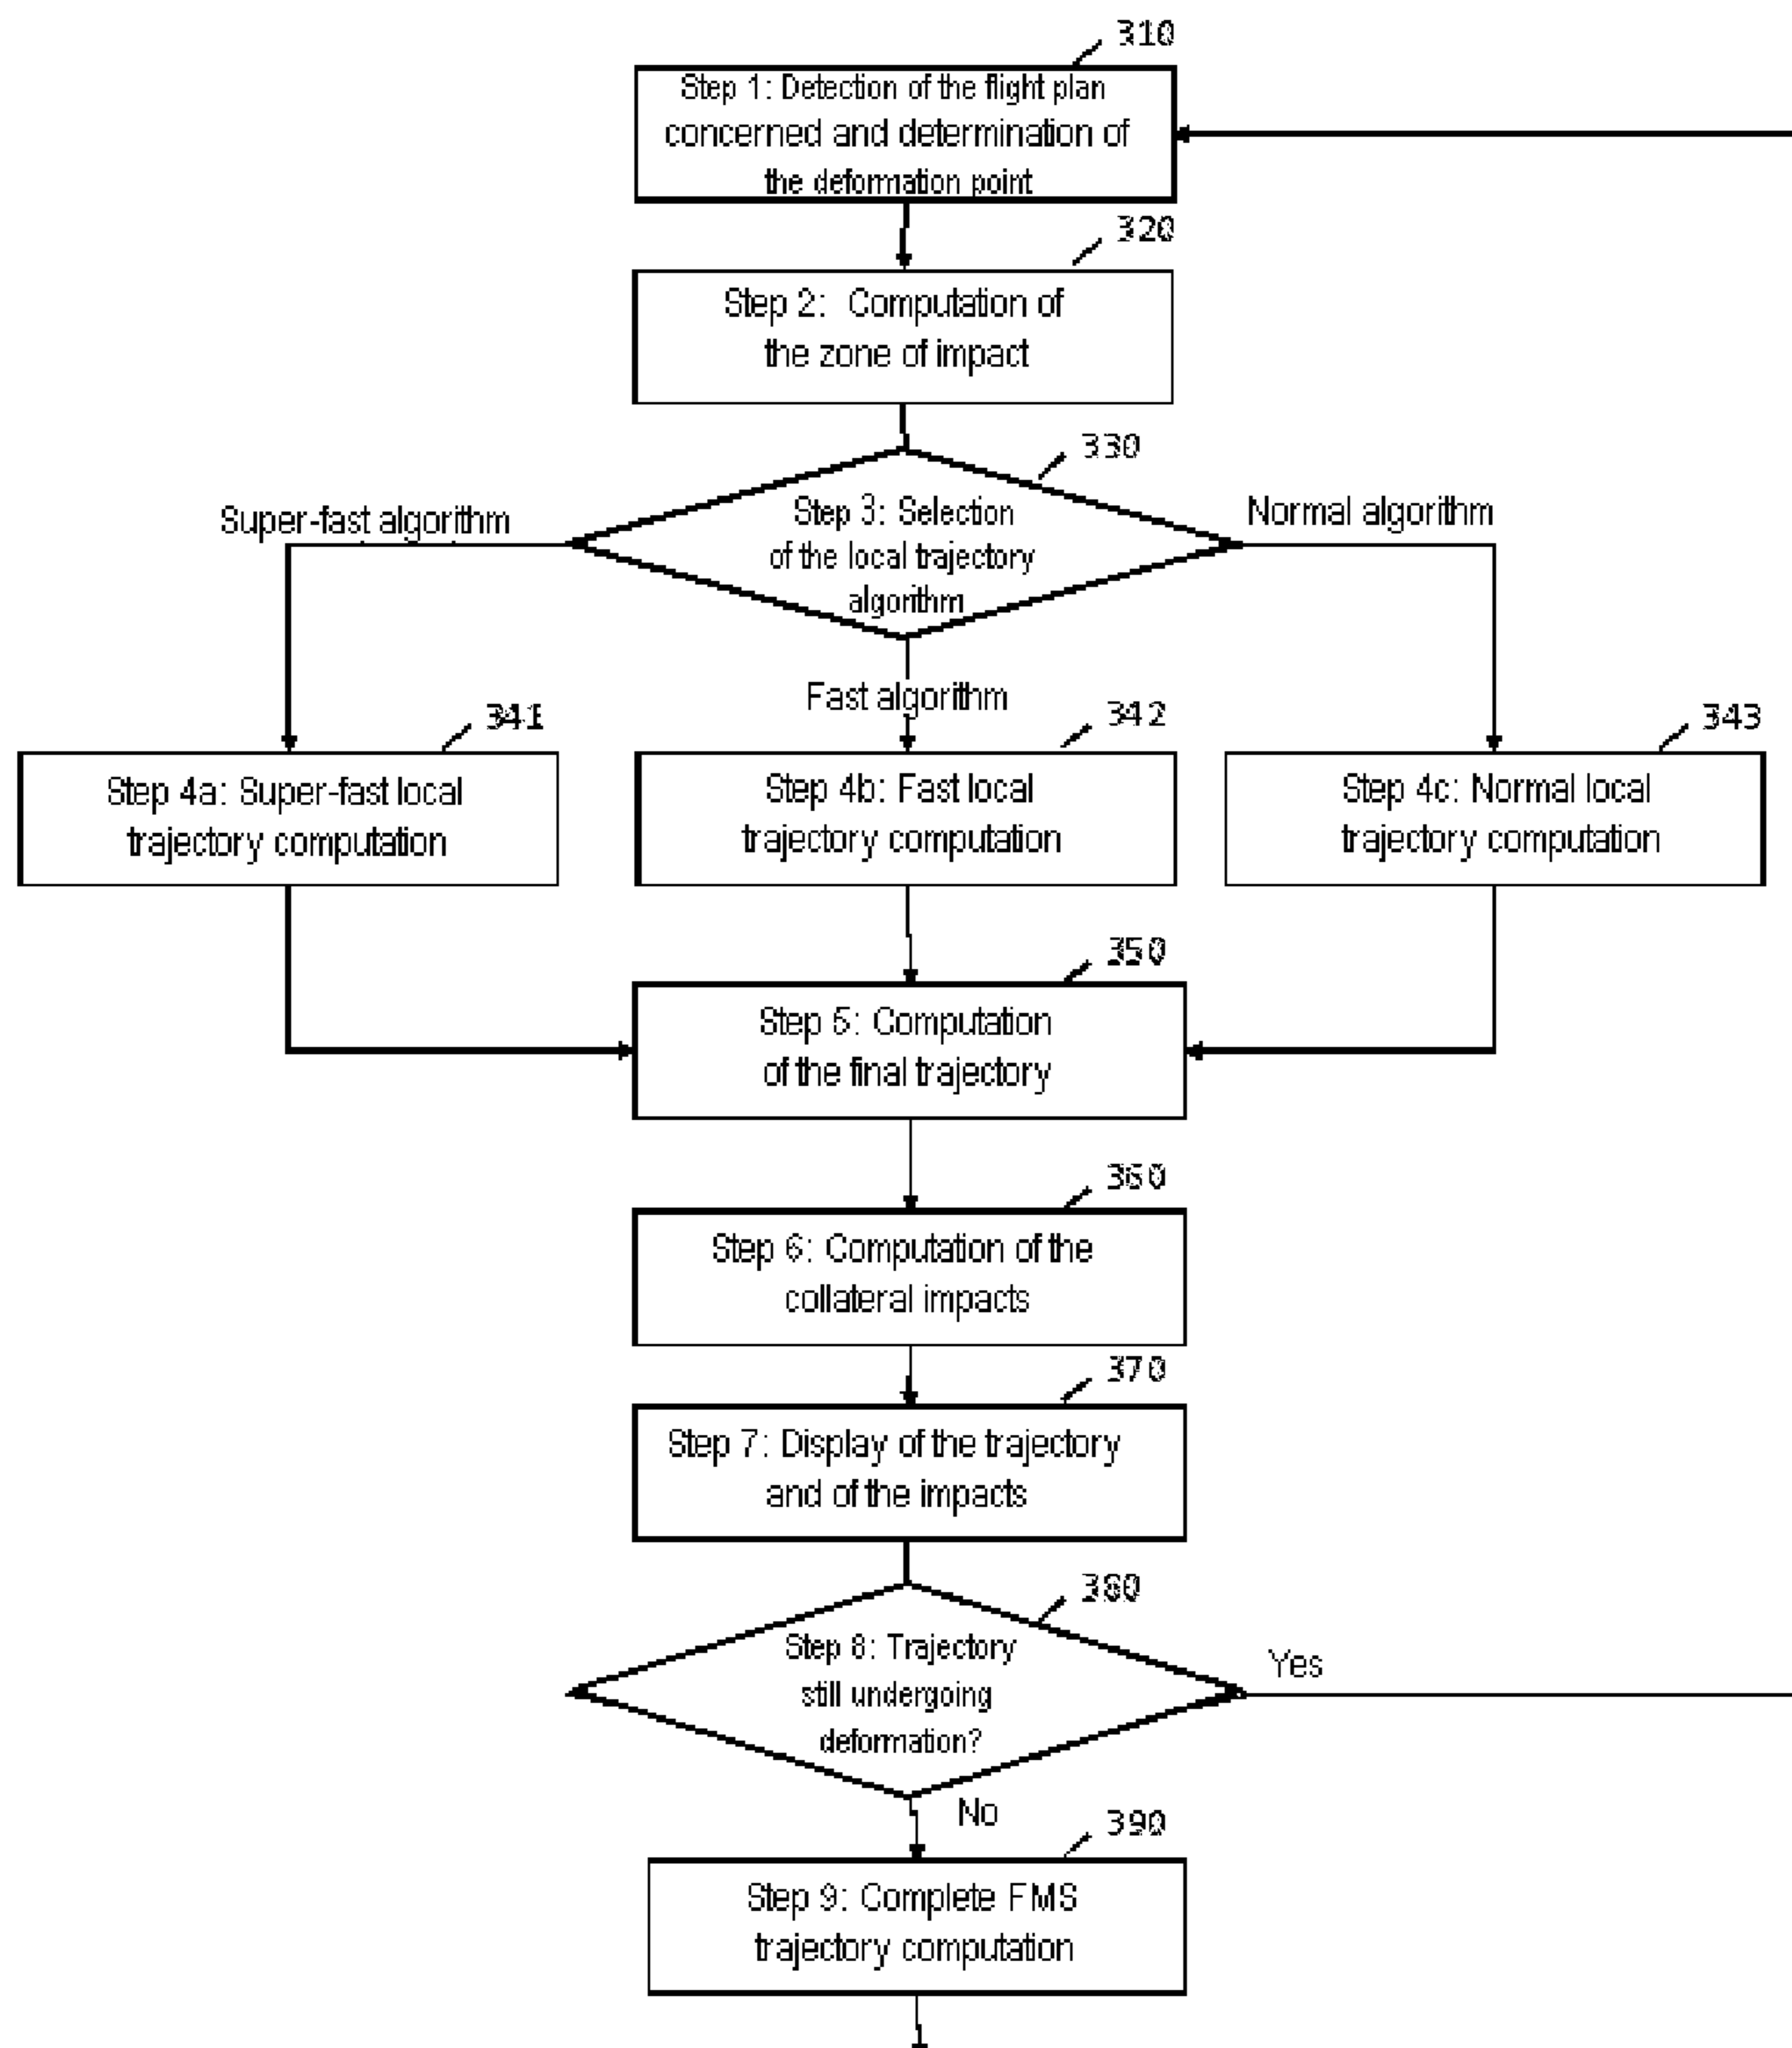 310
Step 1: Detection of the flight plan
concerned and determination of
the deformation point
320
Step 2: Computation of
the zone of impact
330
Step 3: Selection
of the local trajectory
algorithm
Super-fast algorithm
Normal algorithm
Fast algorithm
341
342
343
Step 4a: Super-fast local
trajectory computation
Step 4b: Fast local
trajectory computation
Step 4c: Normal local
trajectory computation
350
Step 5: Computation
of the final trajectory
360
Step 6: Computation of the
collateral impacts
370
Step 7: Display of the trajectory
and of the impacts
380
Step 8: Trajectory
still undergoing
deformation?
Yes
No
390
Step 9: Complete FMS
trajectory computation